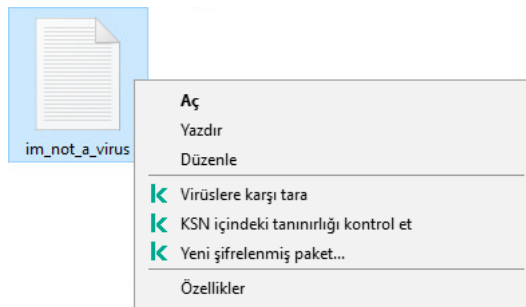 im_not_a_virus
Aç
Yazdır
Düzenle
Virüslere karşı tara
KSN içindeki tanınırlığı kontrol et
Yeni şifrelenmiş paket...
Özellikler